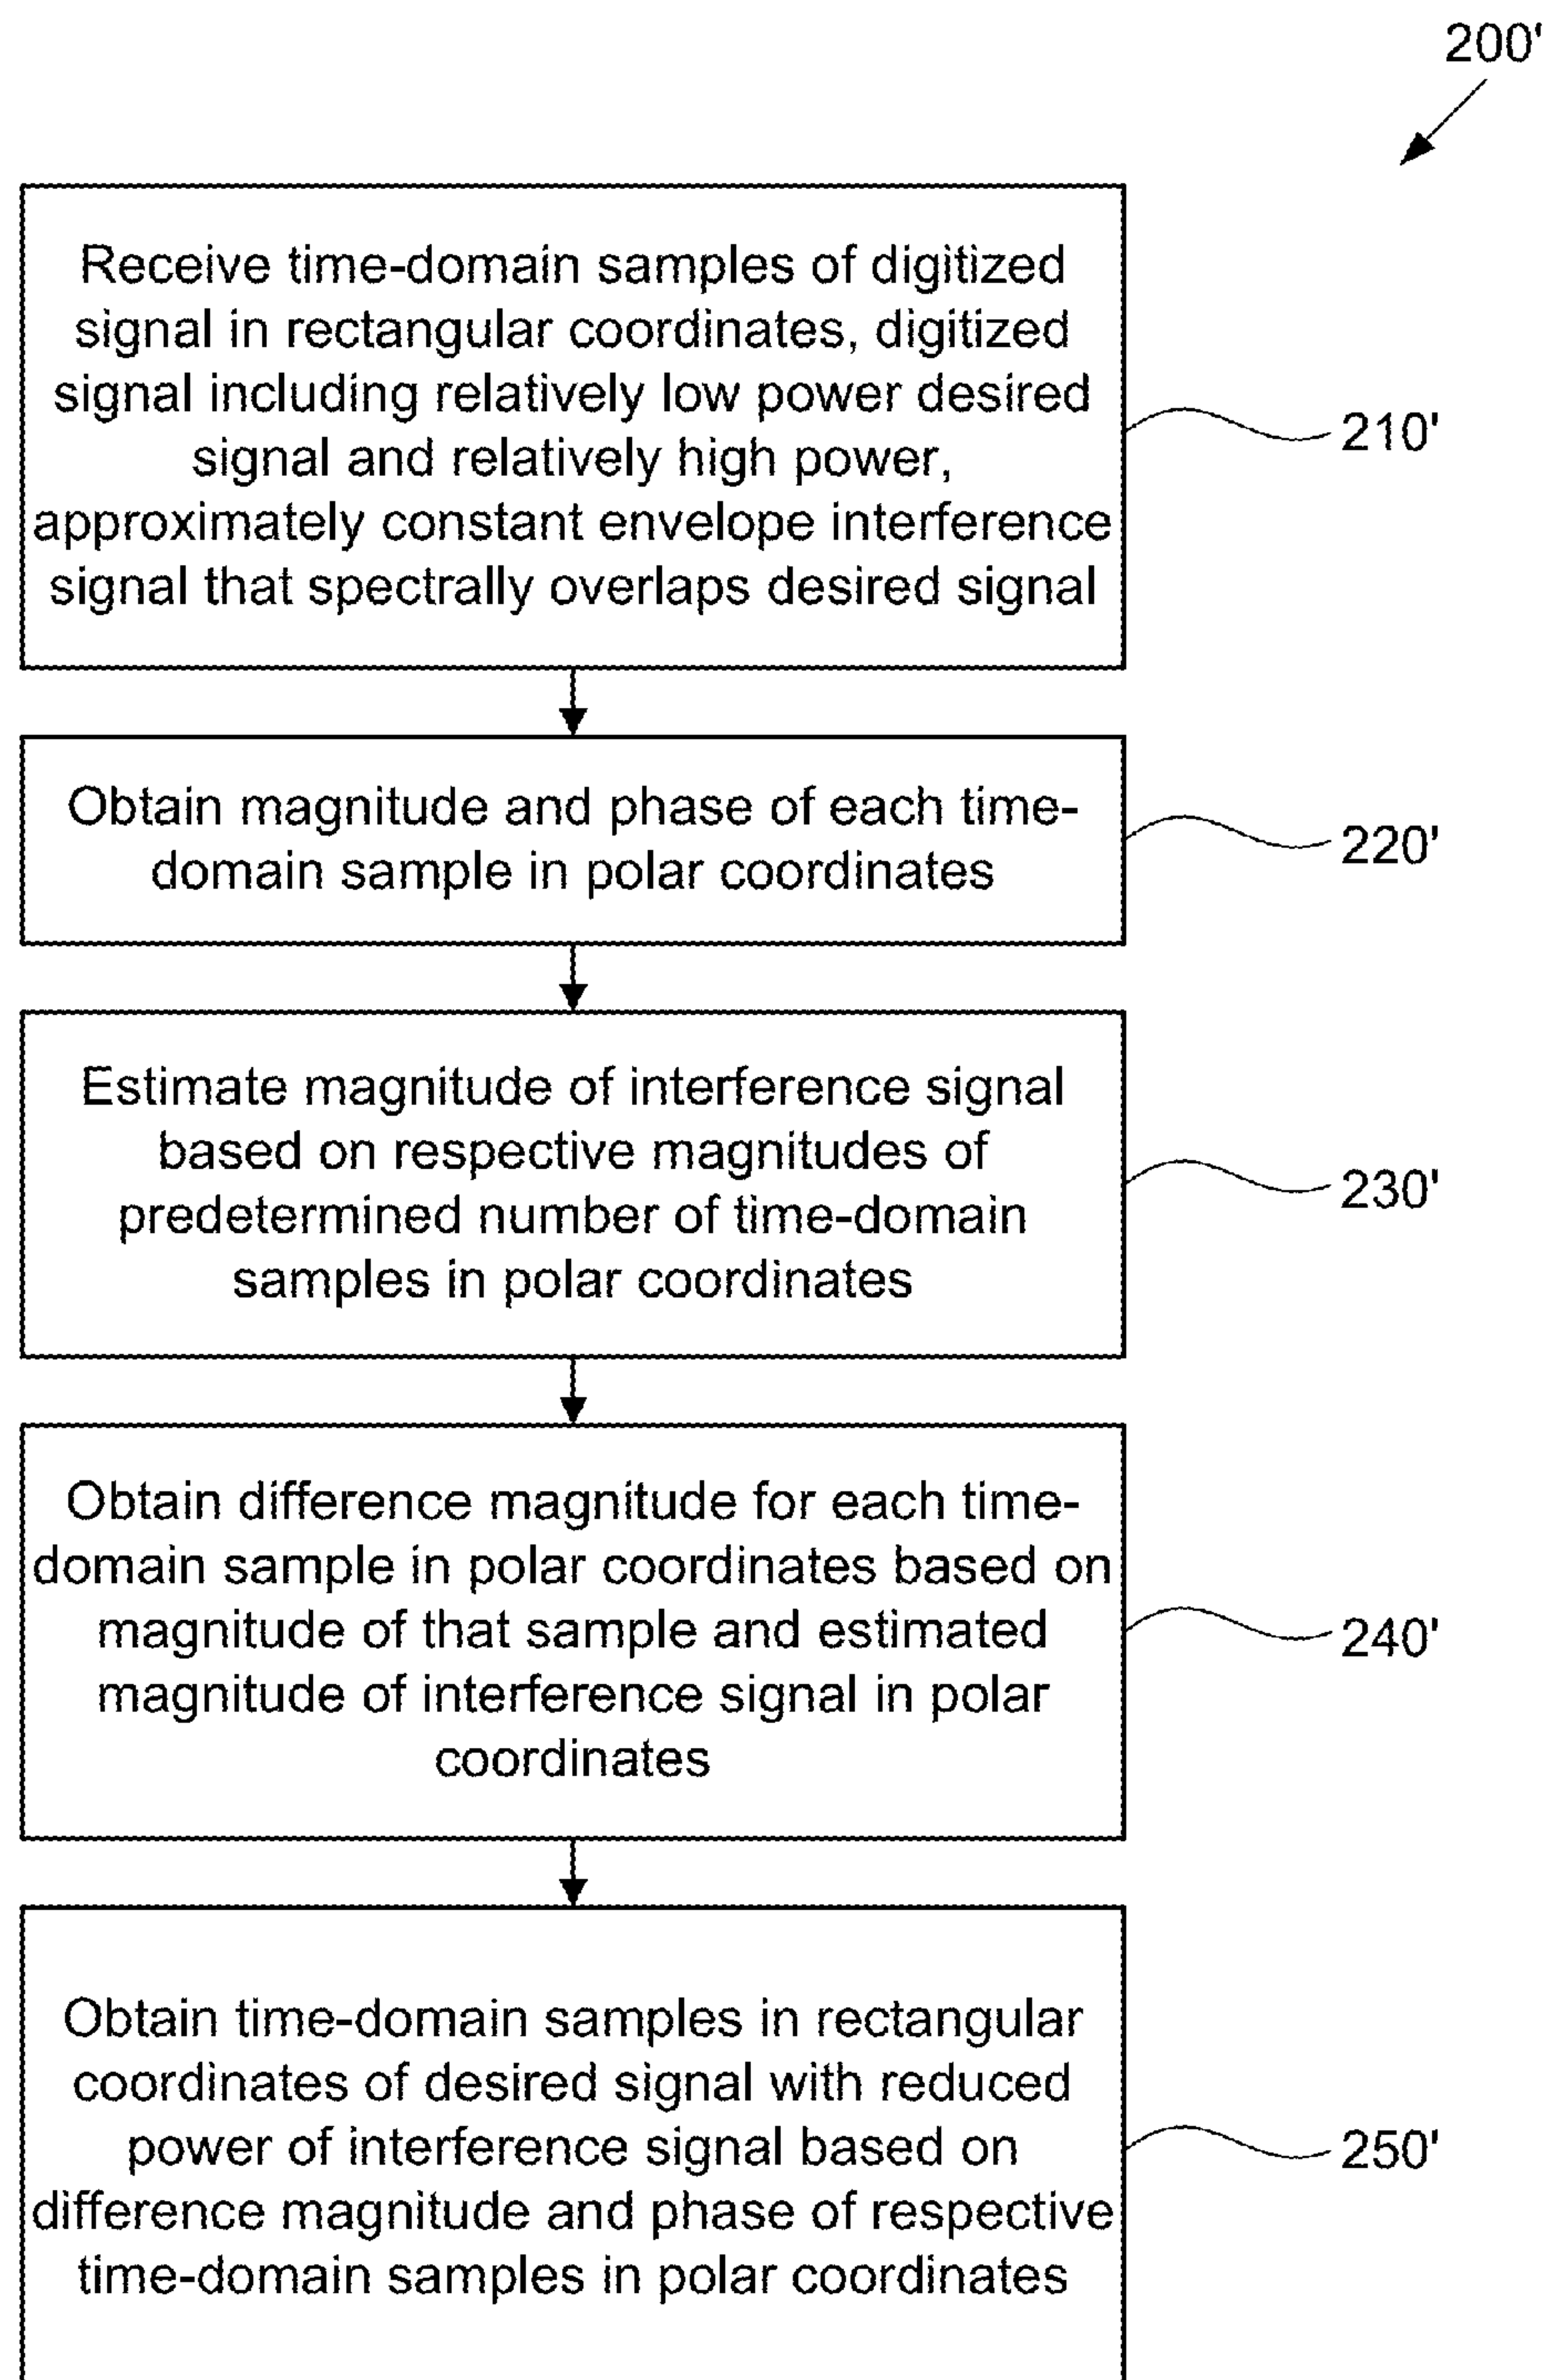 200'
Receive time-domain samples of digitized
signal in rectangular coordinates, digitized
signal including relatively low power desired
signal and relatively high power,
approximately constant envelope interference
signal that spectrally overlaps desired signal
210'
Obtain magnitude and phase of each time-
domain sample in polar coordinates
220'
Estimate magnitude of interference signal
based on respective magnitudes of
predetermined number of time-domain
samples in polar coordinates
230'
Obtain difference magnitude for each time-
domain sample in polar coordinates based on
magnitude of that sample and estimated
magnitude of interference signal in polar
coordinates
240'
Obtain time-domain samples in rectangular
coordinates of desired signal with reduced
power of interference signal based on
difference magnitude and phase of respective
time-domain samples in polar coordinates
250'